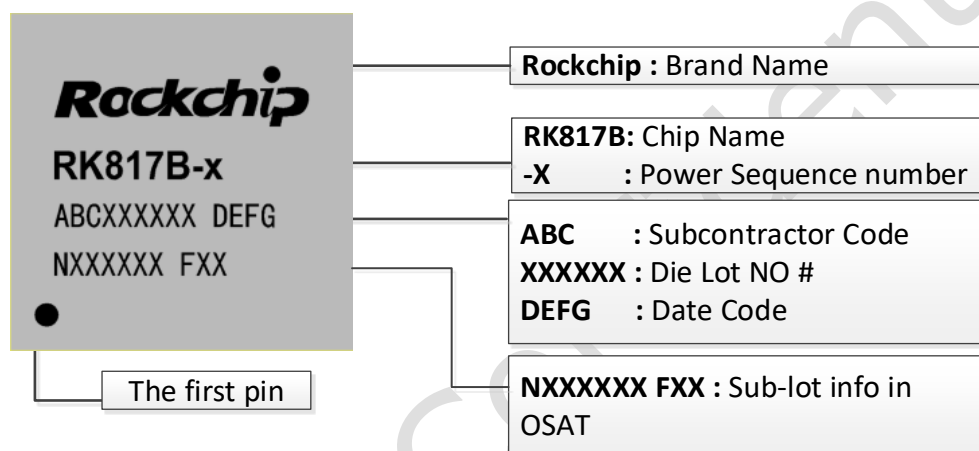 Rockchip
RK817B-x
ABCXXXXXX DEFG
NXXXXXX FXX
The first pin
Rockchip : Brand Name
RK817B: Chip Name
-X : Power Sequence number
ABC : Subcontractor Code
XXXXXX : Die Lot NO #
DEFG : Date Code
NXXXXXX FXX : Sub-lot info in
OSAT